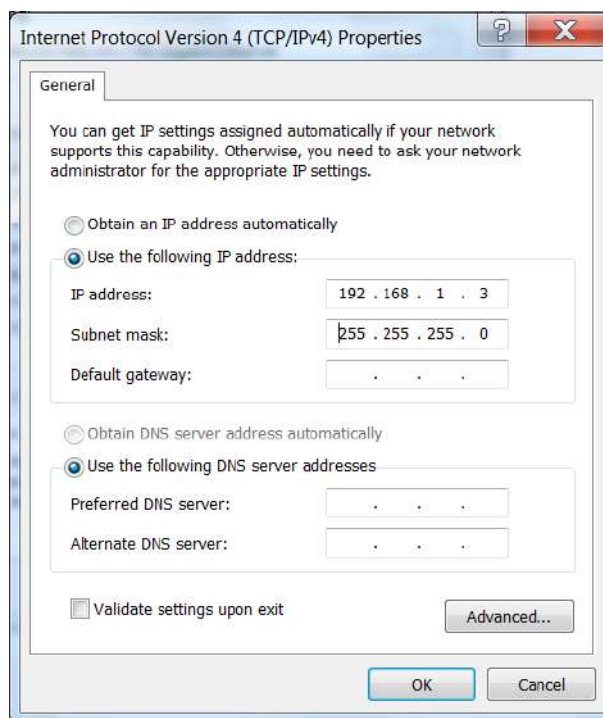 Internet Protocol Version 4 (TCP/IPv4) Properties
General
You can get IP settings assigned automatically if your network
supports this capability. Otherwise, you need to ask your network
administrator for the appropriate IP settings.
Obtain an IP address automatically
Use the following IP address:
IP address: 192 . 168 . 1 . 3
Subnet mask: 255 . 255 . 255 . 0
Default gateway: . . .
Obtain DNS server address automatically
Use the following DNS server addresses
Preferred DNS server: . . .
Alternate DNS server: . . .
Validate settings upon exit
Advanced...
OK Cancel